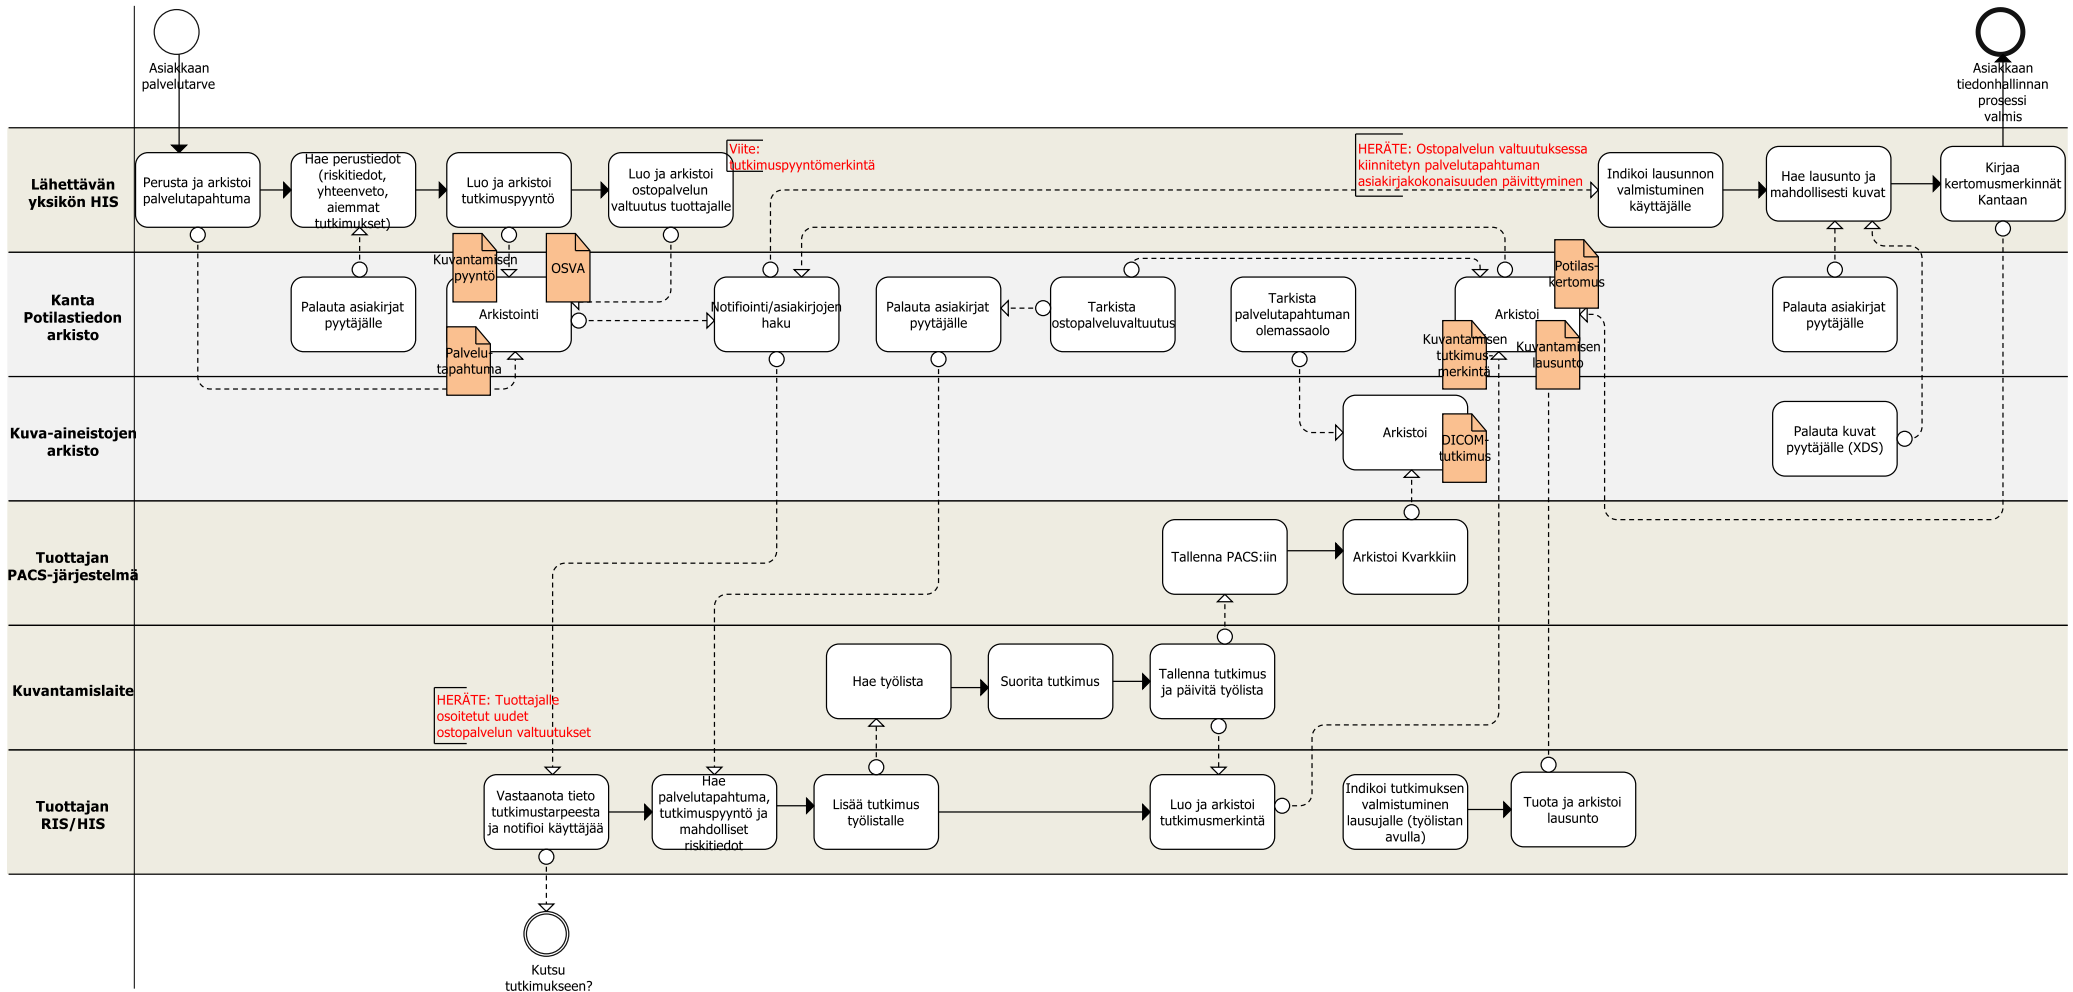 Asiakkaan
palvelutarve
Asiakkaan
tiedonhallinnan
prosessi
valmis
Lähettävän
yksikön HIS
Perusta ja arkistoi
palvelutapahtuma
Hae perustiedot
(riskitiedot,
yhteenveto,
aiemmat
tutkimukset)
Luo ja arkistoi
tutkimuspyyntö
Luo ja arkistoi
ostopalvelun
valtuutus tuottajalle
Viite:
tutkimuspyyntömerkintä
HERÄTE: Ostopalvelun valtuutuksessa
kiinnitetyn palvelutapahtuman
asiakirjakokonaisuuden päivittyminen
Indikoi lausunnon
valmistuminen
käyttäjälle
Hae lausunto ja
mahdollisesti kuvat
Kirjaa
kertomusmerkinnät
Kantaan
Kanta
Potilastiedon
arkisto
Palauta asiakirjat
pyytäjälle
Kuvantamisen
pyyntö
OSVA
Arkistointi
Palvelu-
tapahtuma
Notifiointi/asiakirjojen
haku
Palauta asiakirjat
pyytäjälle
Tarkista
ostopalveluvaltuutus
Tarkista
palvelutapahtuman
olemassaolo
Potilas-
kertomus
Arkistoi
Kuvantamisen
tutkimus-
merkintä
Kuvantamisen
lausunto
Palauta asiakirjat
pyytäjälle
Kuva-aineistojen
arkisto
Arkistoi
DICOM-
tutkimus
Palauta kuvat
pyytäjälle (XDS)
Tuottajan
PACS-järjestelmä
Tallenna PACS:iin
Arkistoi Kvarkkiin
Kuvantamislaite
HERÄTE: Tuottajalle
osoitetut uudet
ostopalvelun valtuutukset
Hae työlista
Suorita tutkimus
Tallenna tutkimus
ja päivitä työlista
Tuottajan
RIS/HIS
Vastaanota tieto
tutkimustarpeesta
ja notifioi käyttäjää
Hae
palvelutapahtuma,
tutkimuspyyntö ja
mahdolliset
riskitiedot
Lisää tutkimus
työlistalle
Luo ja arkistoi
tutkimusmerkintä
Indikoi tutkimuksen
valmistuminen
lausujalle (työlistan
avulla)
Tuota ja arkistoi
lausunto
Kutsu
tutkimukseen?